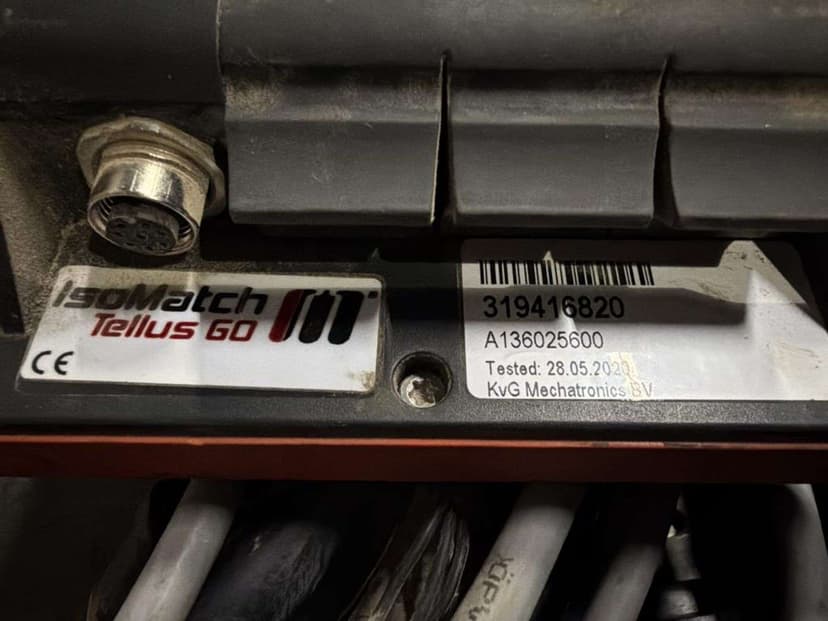 IsoMatch
Tellus GO
CE
319416820
A136025600
Tested: 28.05.2020
KvG Mechatronics BV